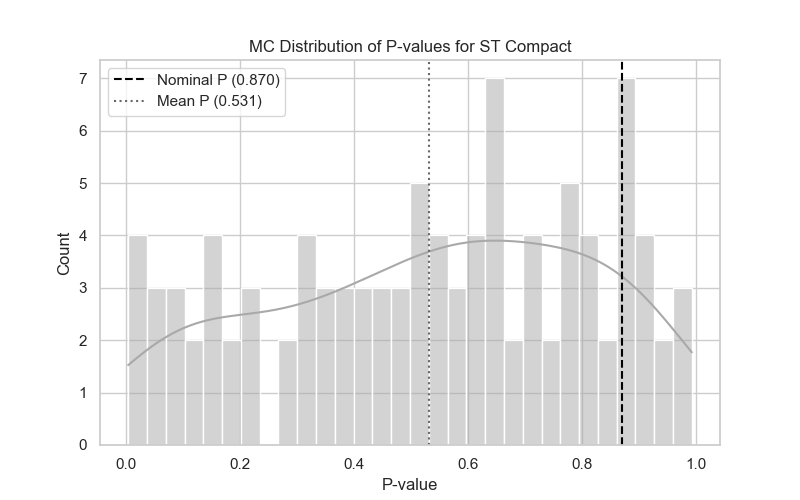 MC Distribution of P-values for ST Compact
Nominal P (0.870)
Mean P (0.531)
Count
7
6
5
4
3
2
1
0
0.0 0.2 0.4 0.6 0.8 1.0
P-value